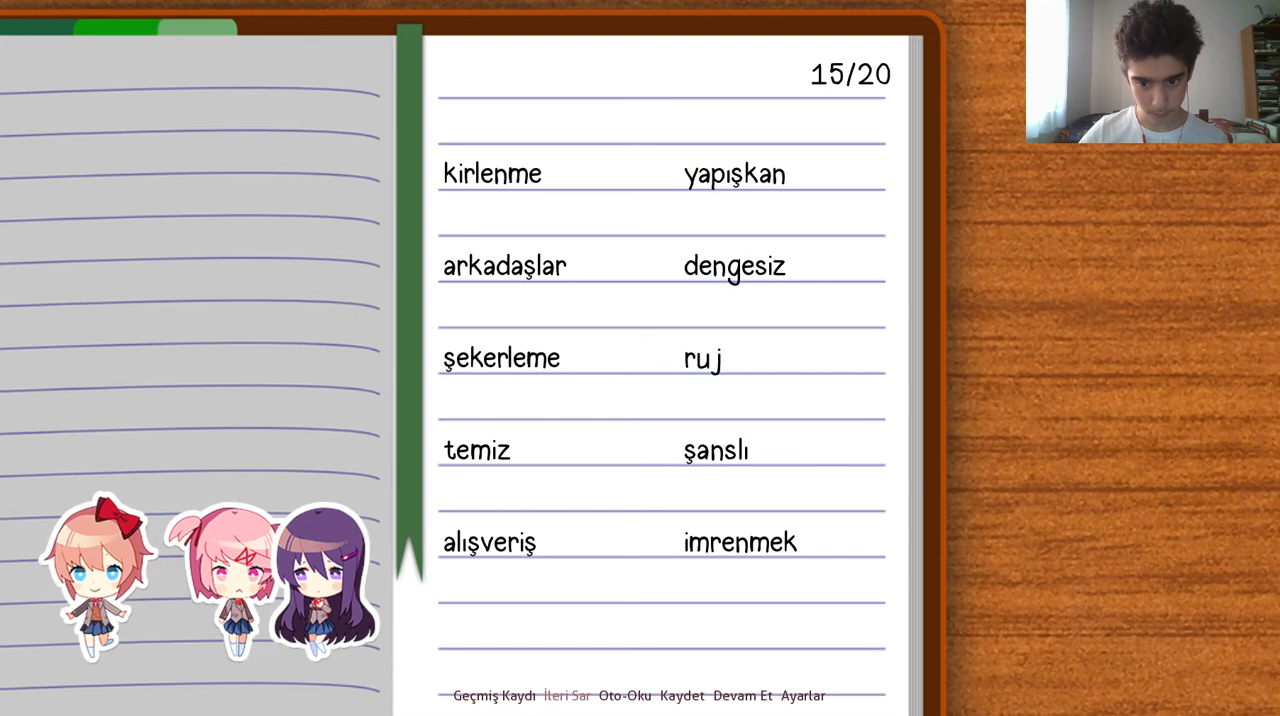 15/20
kirlenme yapışkan
arkadaşlar dengesiz
şekerleme ruj
temiz şanslı
alışveriş imrenmek
Geçmiş Kaydı İleri Sar Oto-Oku Kaydet Devam Et Ayarlar